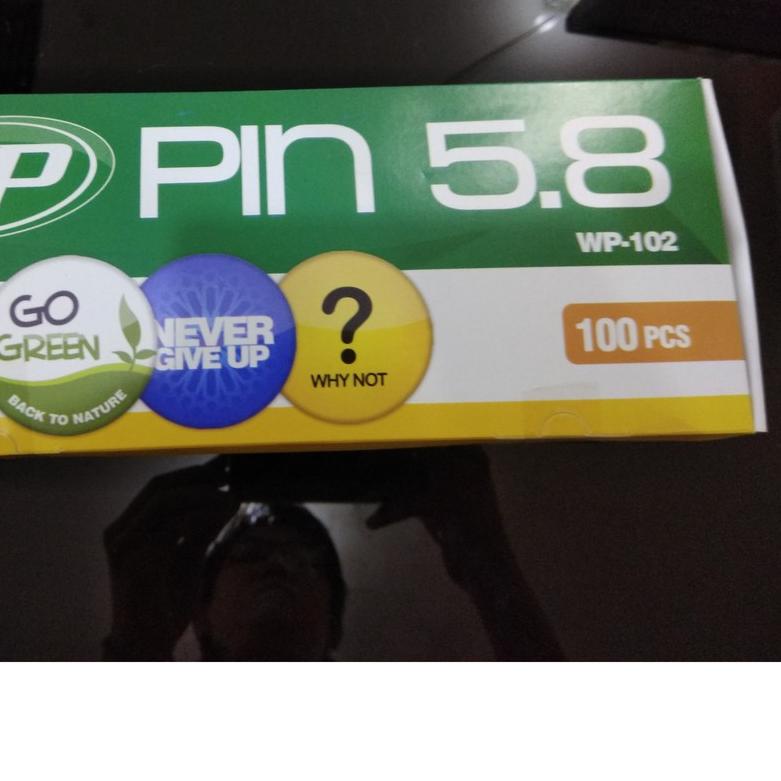 P PIN 5.8
WP-102
GO
GREEN
BACK TO NATURE
NEVER
GIVE UP
?
WHY NOT
100 PCS